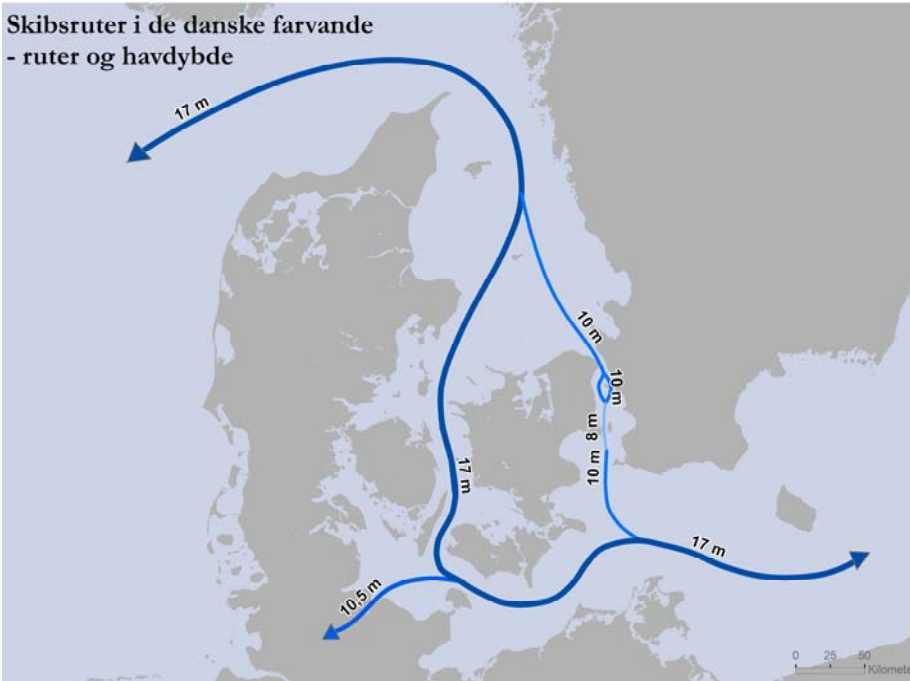 Skibsruter i de danske farvande
- ruter og havdybde
17 m
10 m
10 m
8 m
10 m
17 m
17 m
10,5 m
0 25 50
Kilomete